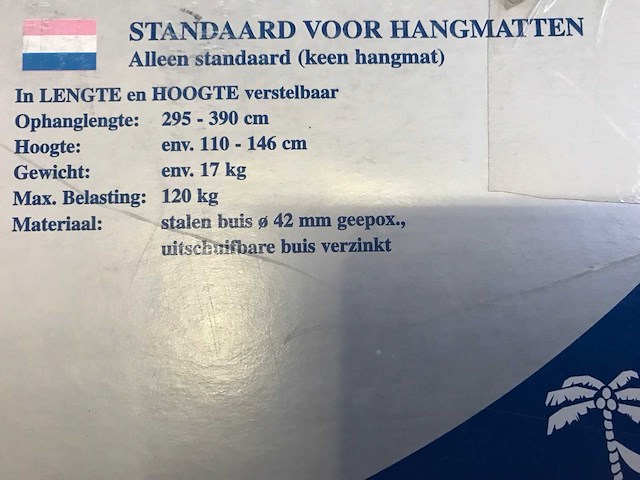 STANDAARD VOOR HANGMATTEN
Alleen standaard (keen hangmat)
In LENGTE en HOOGTE verstelbaar
Ophanglengte: 295 - 390 cm
Hoogte: env. 110 - 146 cm
Gewicht: env. 17 kg
Max. Belasting: 120 kg
Materiaal: stalen buis ø 42 mm geepox.,
uitschuifbare buis verzinkt